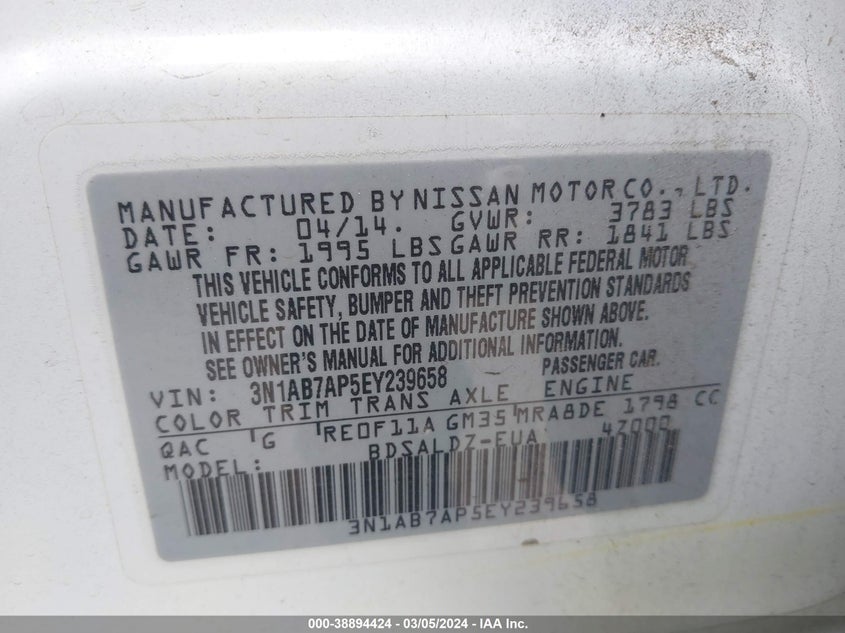 MANUFACTURED BY NISSAN MOTOR CO., LTD.
DATE: 04/14. GVWR: 3783 LBS
GAWR FR: 1995 LBS GAWR RR: 1841 LBS
THIS VEHICLE CONFORMS TO ALL APPLICABLE FEDERAL MOTOR
VEHICLE SAFETY, BUMPER AND THEFT PREVENTION STANDARDS
IN EFFECT ON THE DATE OF MANUFACTURE SHOWN ABOVE.
SEE OWNER'S MANUAL FOR ADDITIONAL INFORMATION.
VIN: 3N1AB7AP5EY239658 PASSENGER CAR.
COLOR TRIM TRANS AXLE ENGINE
QAC G RE0F11A GM35 MRA8DE 1798 CC
MODEL: BDSALDZ-EUA 47000
3N1AB7AP5EY239658
000-38894424 - 03/05/2024 - IAA Inc.